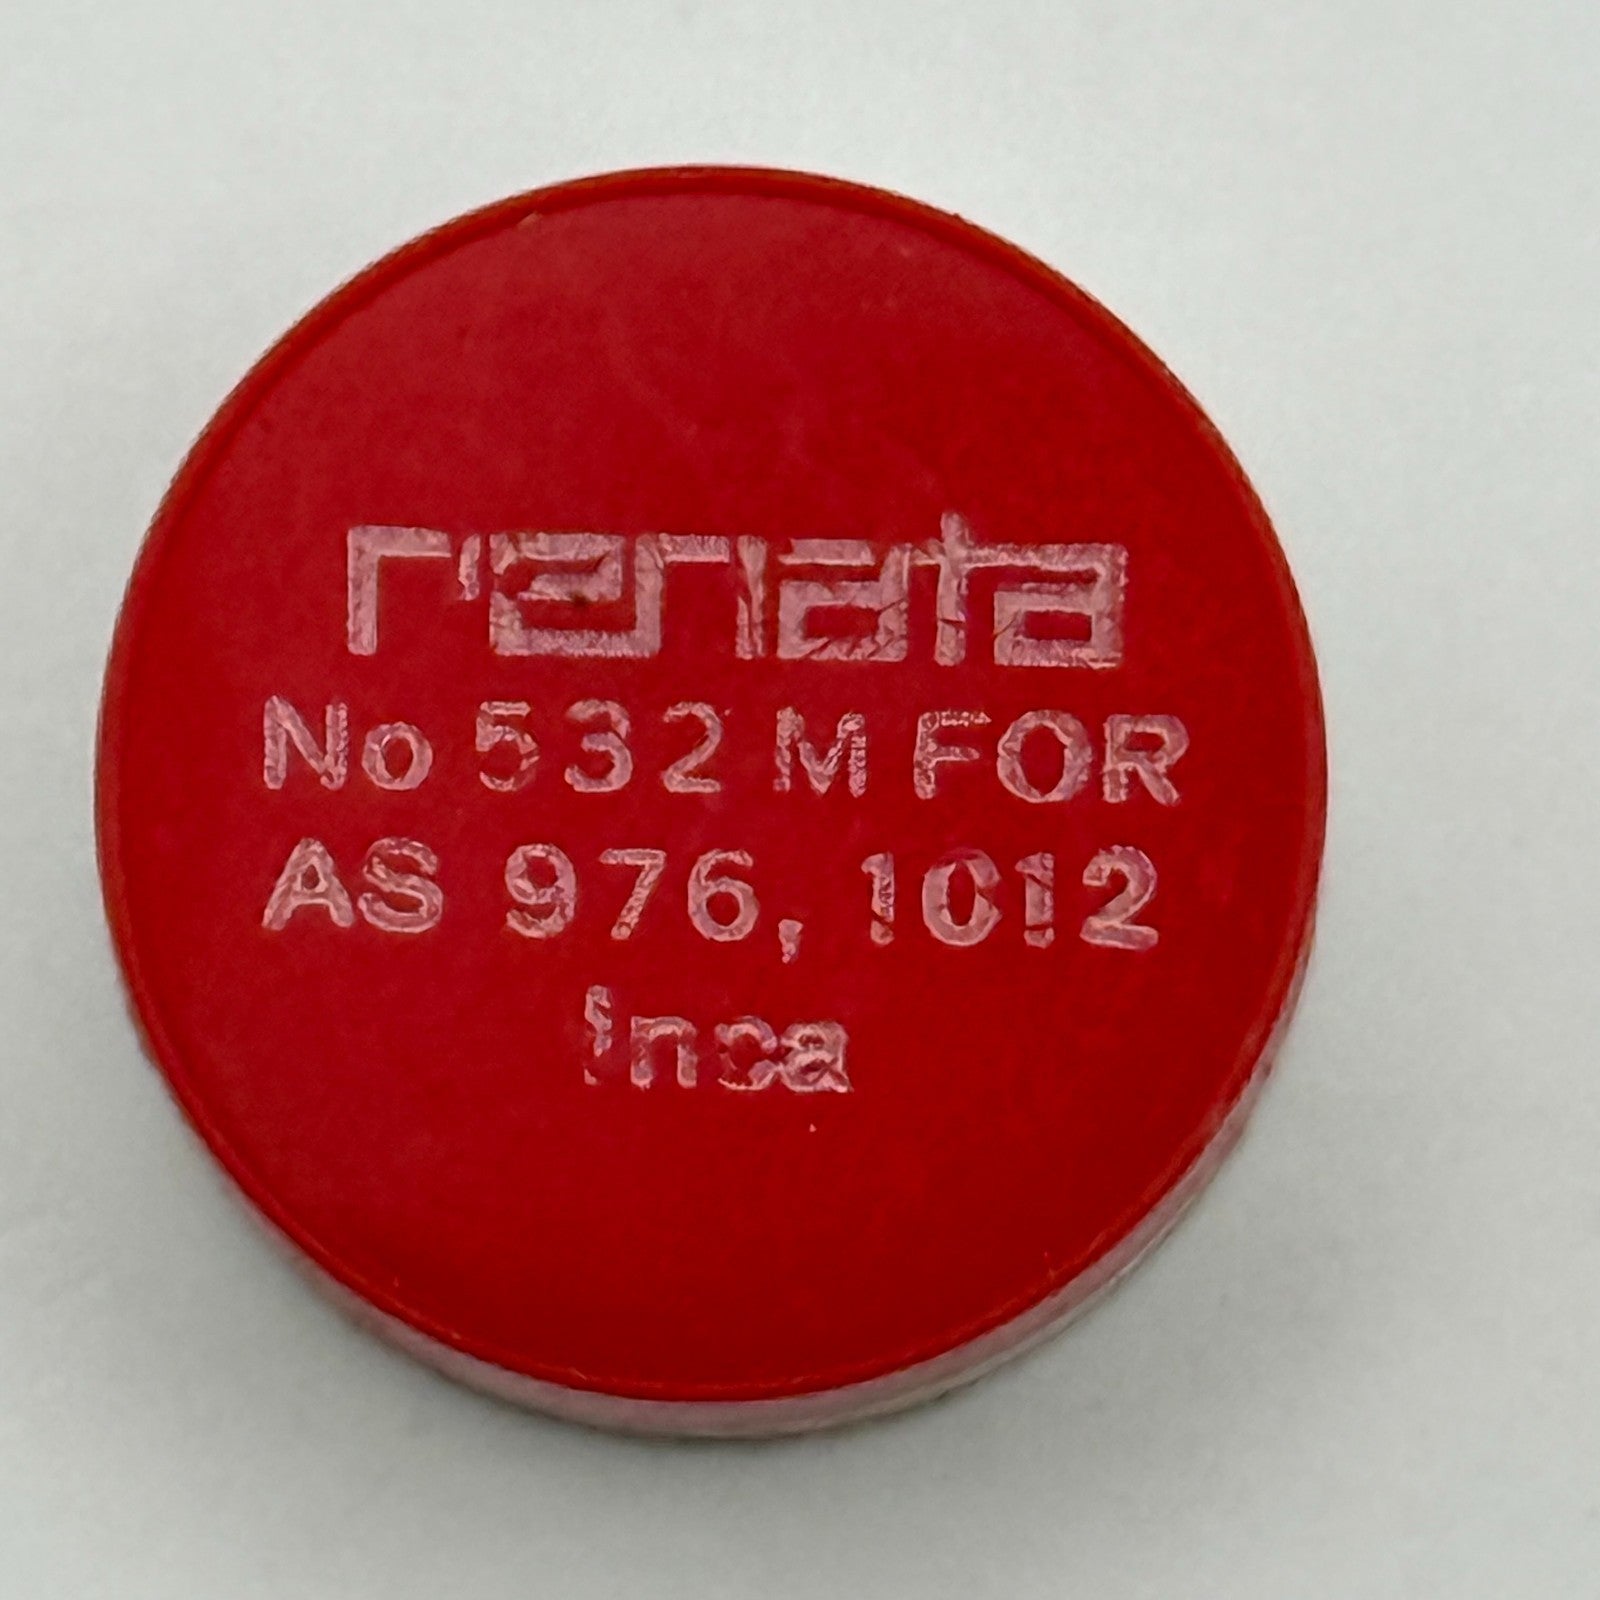 renata
No 532 M FOR
AS 976, 1012
Inca